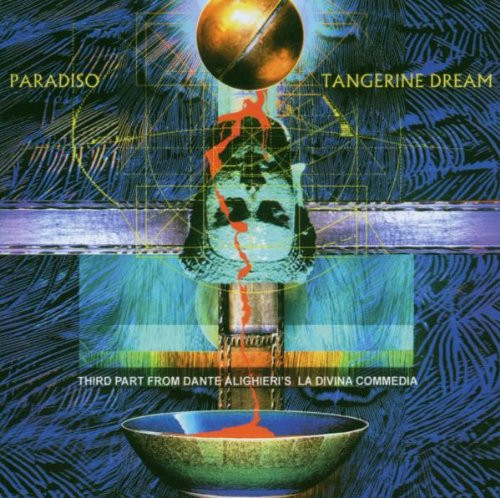 PARADISO
TANGERINE DREAM
THIRD PART FROM DANTE ALIGHIERI'S LA DIVINA COMMEDIA